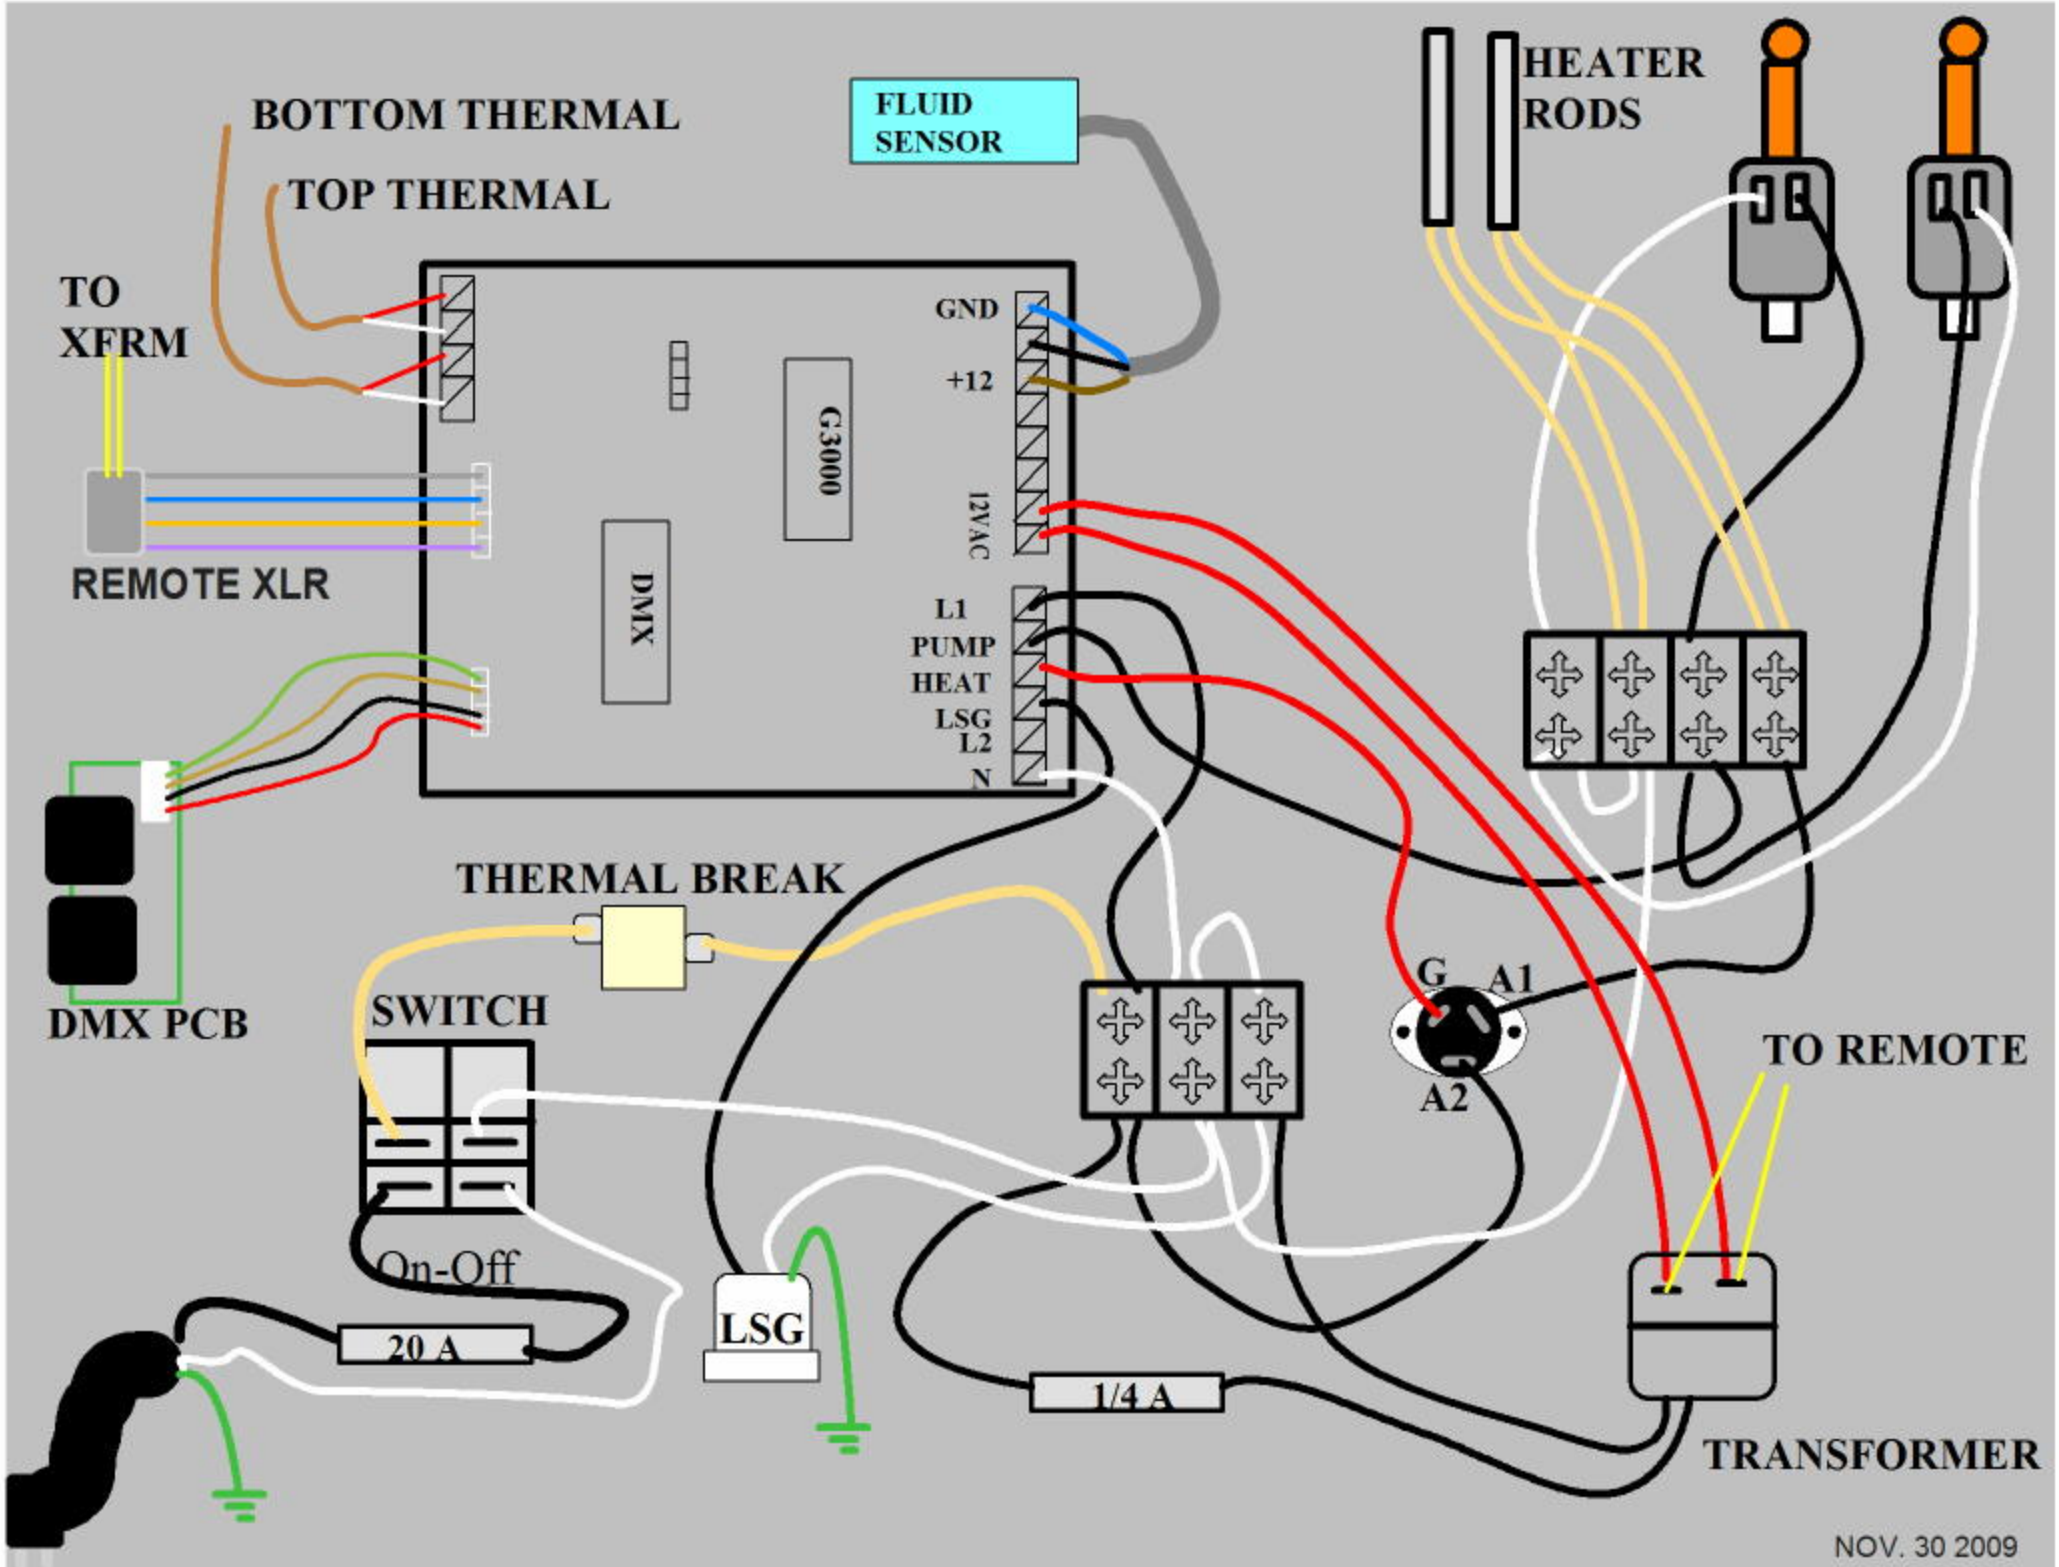 BOTTOM THERMAL
TOP THERMAL
TO
XFRM
REMOTE XLR
FLUID
SENSOR
HEATER
RODS
GND
+12
G3000
DMX
12VAC
L1
PUMP
HEAT
LSG
L2
N
DMX PCB
THERMAL BREAK
SWITCH
On-Off
20 A
LSG
1/4 A
G
A1
A2
TO REMOTE
TRANSFORMER
NOV. 30 2009